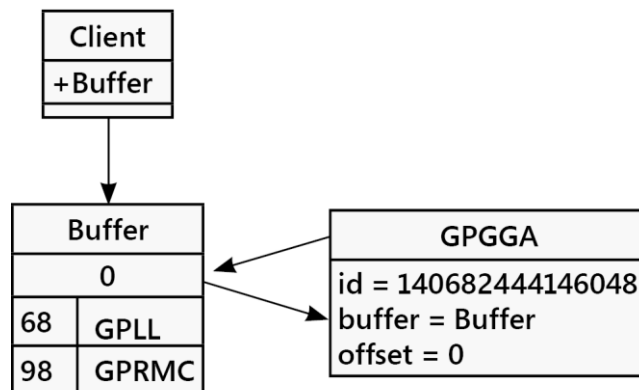 Client
+Buffer
Buffer
0
68 GPLL
98 GPRMC
GPGGA
id = 140682444146048
buffer = Buffer
offset = 0